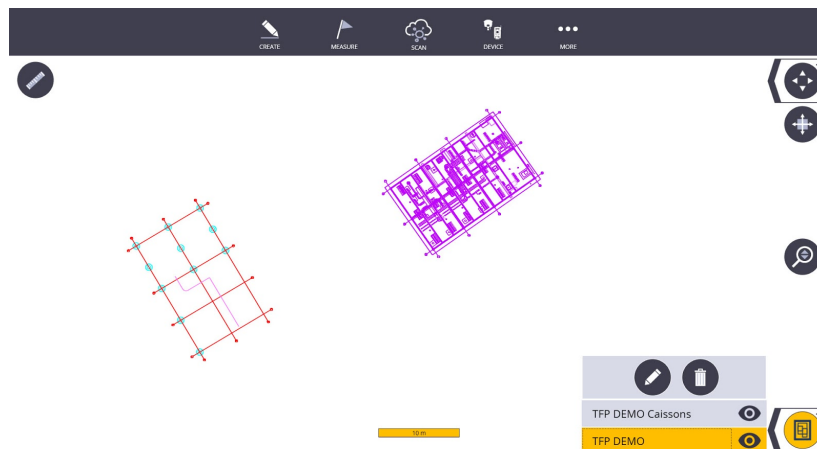 CREATE
MEASURE
SCAN
DEVICE
MORE
10 m
TFP DEMO Caissons
TFP DEMO